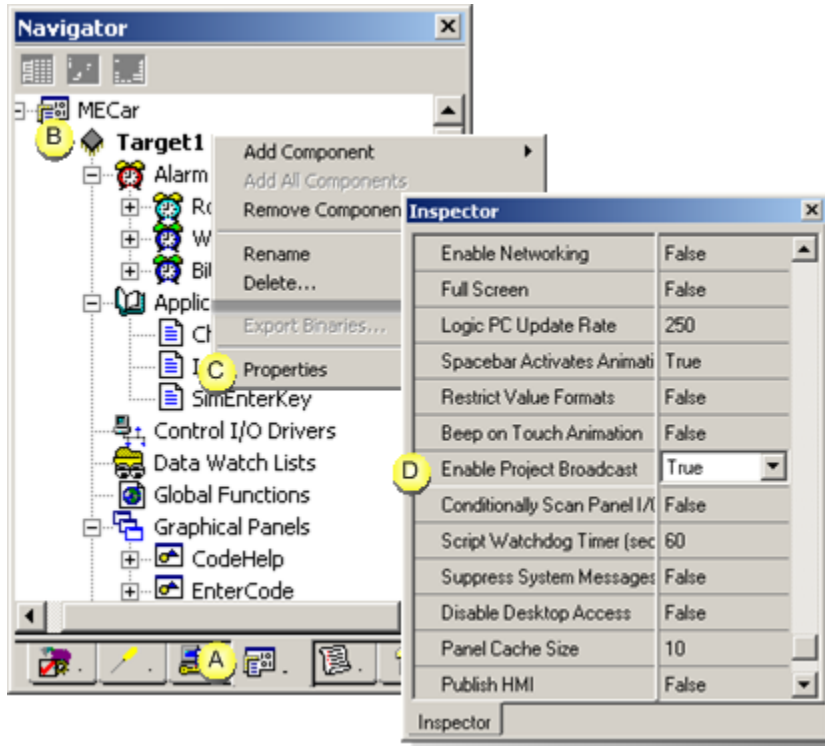 Navigator
MECar
B
Target1
Alarm
Add Component
Add All Components
Remove Componen
Rename
Delete...
Export Binaries...
C
Properties
Ro
W
Bil
Applic
Cl
I
SimEnterKey
Control I/O Drivers
Data Watch Lists
Global Functions
Graphical Panels
CodeHelp
EnterCode
A
Inspector
Enable Networking False
Full Screen False
Logic PC Update Rate 250
Spacebar Activates Animati True
Restrict Value Formats False
Beep on Touch Animation False
D
Enable Project Broadcast True
Conditionally Scan Panel I/( False
Script Watchdog Timer (sec 60
Suppress System Messages False
Disable Desktop Access False
Panel Cache Size 10
Publish HMI False
Inspector